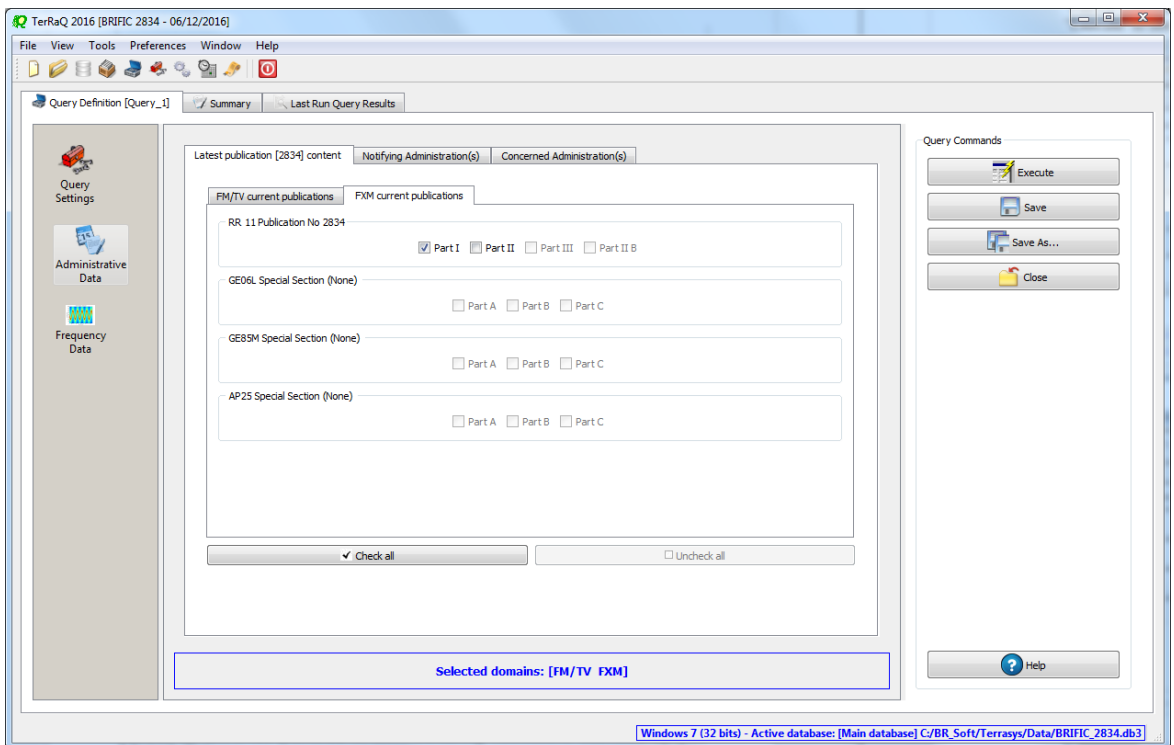 TerRaQ 2016 [BRIFIC 2834 - 06/12/2016]
File View Tools Preferences Window Help
Query Definition [Query_1] Summary Last Run Query Results
Query
Settings
Administrative
Data
Frequency
Data
Latest publication [2834] content Notifying Administration(s) Concerned Administration(s)
FM/TV current publications FXM current publications
RR 11 Publication No 2834
Part I Part II Part III Part II B
GE06L Special Section (None)
Part A Part B Part C
GE85M Special Section (None)
Part A Part B Part C
AP25 Special Section (None)
Part A Part B Part C
Check all Uncheck all
Selected domains: [FM/TV FXM]
Query Commands
Execute
Save
Save As...
Close
Help
Windows 7 (32 bits) - Active database: [Main database] C:/BR_Soft/Terrasys/Data/BRIFIC_2834.db3